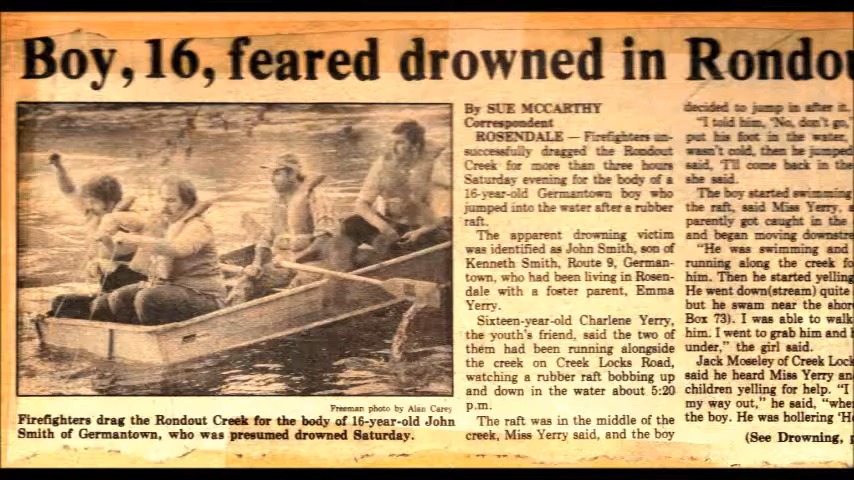 Boy, 16, feared drowned in Rondou
By SUE MCCARTHY
Correspondent
ROSENDALE — Firefighters un-
successfully dragged the Rondout
Creek for more than three hours
Saturday evening for the body of a
16-year-old Germantown boy who
jumped into the water after a rubber
raft.
The apparent drowning victim
was identified as John Smith, son of
Kenneth Smith, Route 9, German-
town, who had been living in Rosen-
dale with a foster parent, Emma
Yerry.
Sixteen-year-old Charlene Yerry,
the youth's friend, said the two of
them had been running alongside
the creek on Creek Locks Road,
watching a rubber raft bobbing up
and down in the water about 5:20
p.m.
The raft was in the middle of the
creek, Miss Yerry said, and the boy
decided to jump in after it.
"I told him, 'No, don't go,'
put his foot in the water,
wasn't cold, then he jumped
said, 'I'll come back in the
she said.
The boy started swimming
the raft, said Miss Yerry,
parently got caught in the
and began moving downstre
"He was swimming and
running along the creek fo
him. Then he started yelling
He went down(stream) quite
but he swam near the shor
Box 73). I was able to walk
him. I went to grab him and
under," the girl said.
Jack Moseley of Creek Lock
said he heard Miss Yerry an
children yelling for help. "I
my way out," he said, "whe
the boy. He was hollering 'He
(See Drowning, p
Freeman photo by Alan Carey
Firefighters drag the Rondout Creek for the body of 16-year-old John
Smith of Germantown, who was presumed drowned Saturday.